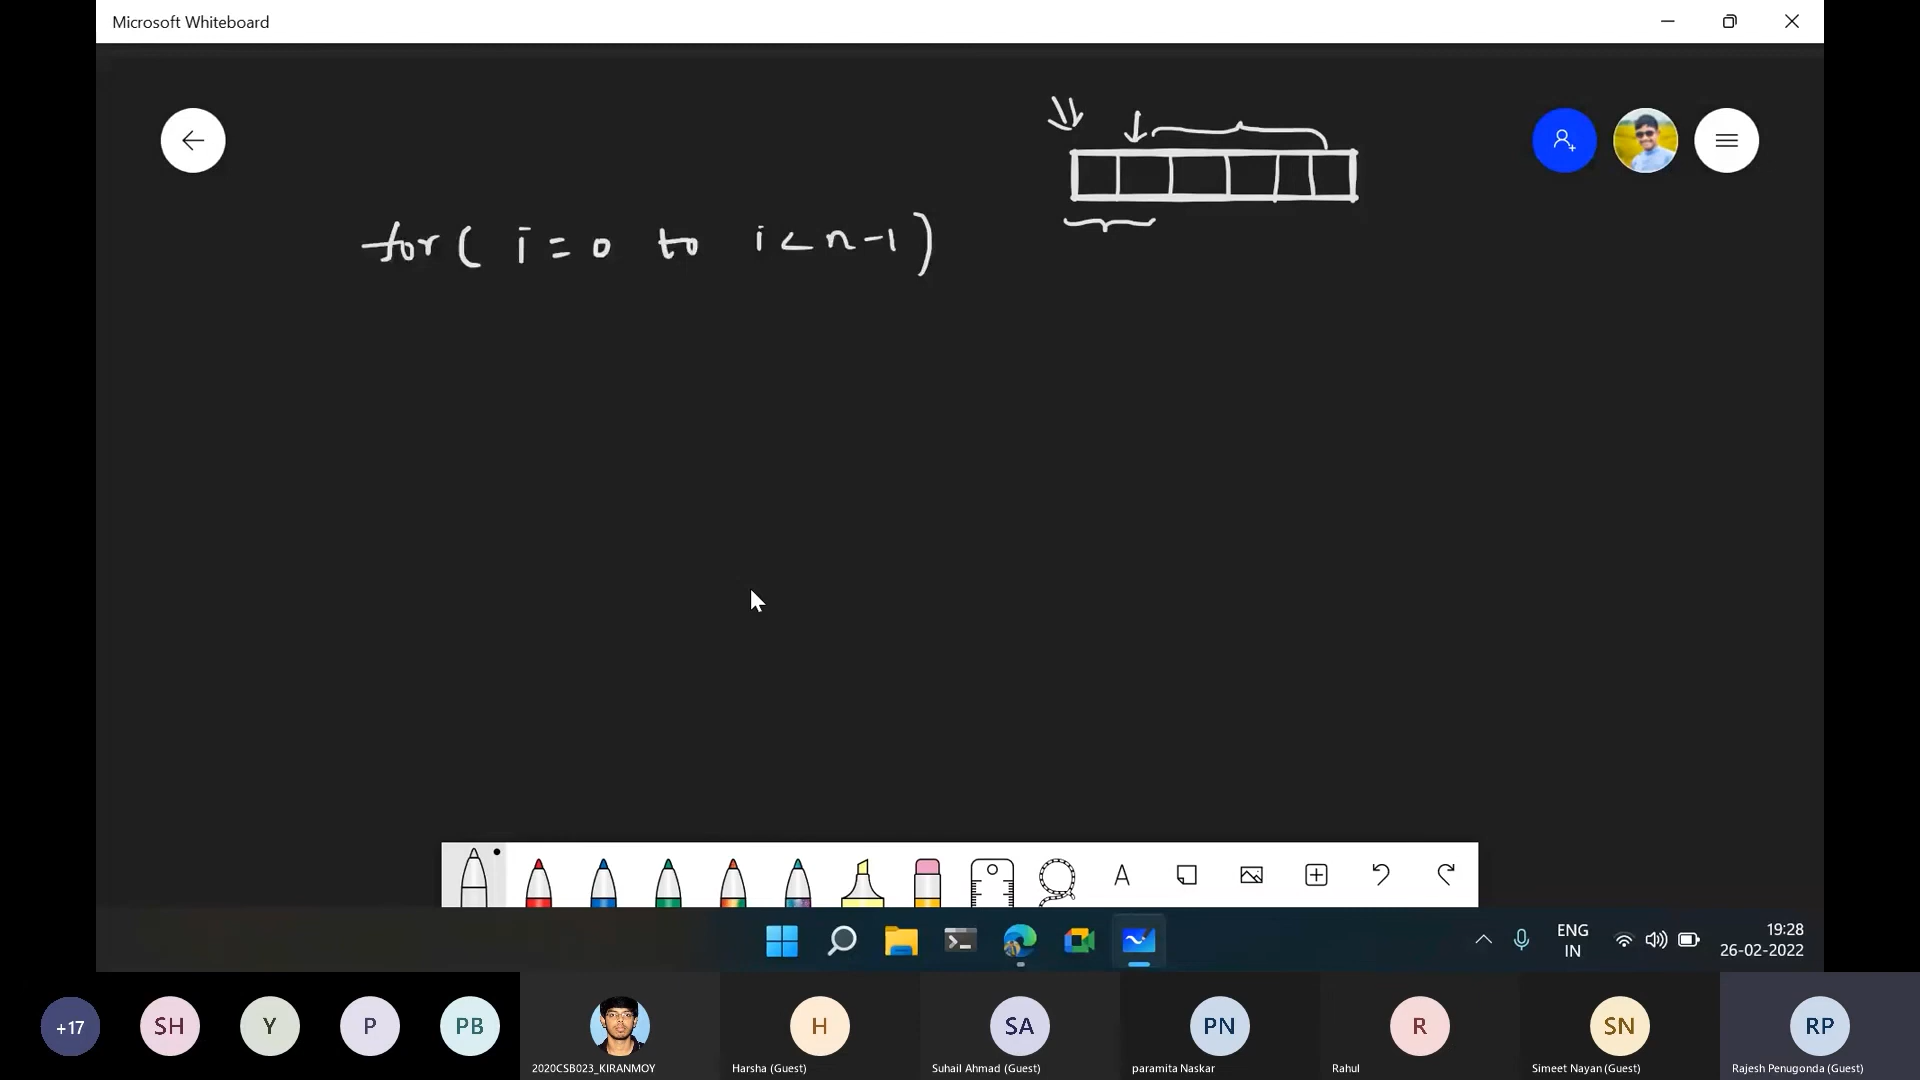 Microsoft Whiteboard
for ( i = 0 to i < n - 1 )
A
ENG
IN
19:28
26-02-2022
+17
SH
Y
P
PB
H
SA
PN
R
SN
RP
2020CSB023_KIRANMOY
Harsha (Guest)
Suhail Ahmad (Guest)
paramita Naskar
Rahul
Simeet Nayan (Guest)
Rajesh Penugonda (Guest)